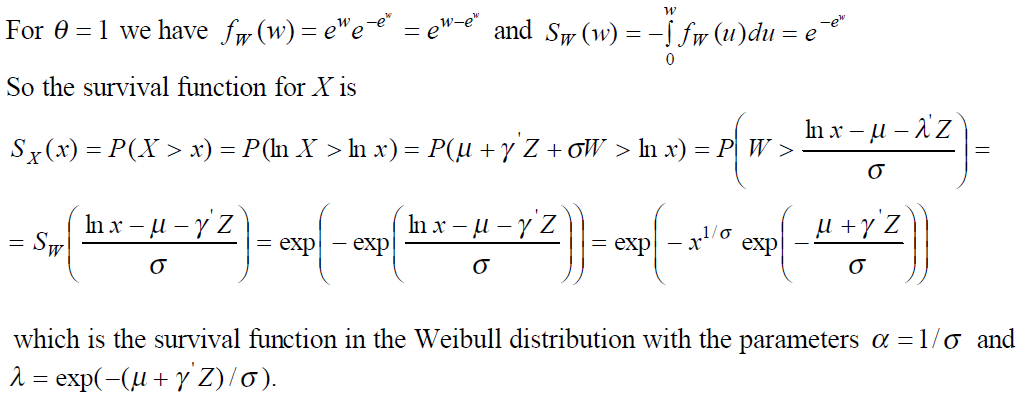 For θ = 1 we have f_W(w) = e^w e^{-e^w} = e^{w-e^w} and S_W(w) = -∫_0^w f_W(u)du = e^{-e^w}
So the survival function for X is
S_X(x) = P(X > x) = P(ln X > ln x) = P(μ + γ'Z + σW > ln x) = P(W > (ln x - μ - λ'Z)/σ) =
= S_W((ln x - μ - γ'Z)/σ) = exp(-exp((ln x - μ - γ'Z)/σ)) = exp(-x^{1/σ} exp(-(μ + γ'Z)/σ))
which is the survival function in the Weibull distribution with the parameters α = 1/σ and
λ = exp(-(μ + γ'Z)/σ).